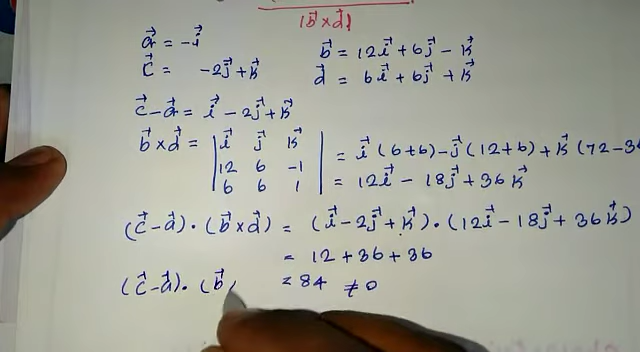 |b⃗ × d⃗|
a⃗ = -i⃗
b⃗ = 12i⃗ + 6j⃗ - k⃗
c⃗ = -2j⃗ + k⃗
d⃗ = 6i⃗ + 6j⃗ + k⃗
c⃗ - a⃗ = i⃗ - 2j⃗ + k⃗
b⃗ × d⃗ = | i⃗ j⃗ k⃗ | = i⃗ (6+6) - j⃗ (12+6) + k⃗ (72-3
12 6 -1
6 6 1 = 12i⃗ - 18j⃗ + 36k⃗
(c⃗ - a⃗) · (b⃗ × d⃗) = (i⃗ - 2j⃗ + k⃗) · (12i⃗ - 18j⃗ + 36k⃗)
= 12 + 36 + 36
(c⃗ - a⃗) · (b⃗ = 84 ≠ 0